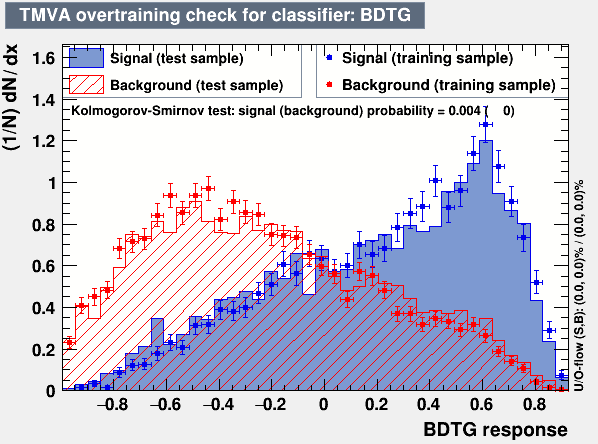 TMVA overtraining check for classifier: BDTG
(1/N) dN/dx
Signal (test sample)
Background (test sample)
Signal (training sample)
Background (training sample)
Kolmogorov-Smirnov test: signal (background) probability = 0.004 ( 0)
1.6
1.4
1.2
1
0.8
0.6
0.4
0.2
0
−0.8 −0.6 −0.4 −0.2 0 0.2 0.4 0.6 0.8
BDTG response
U/O-flow (S,B): (0.0, 0.0)% / (0.0, 0.0)%